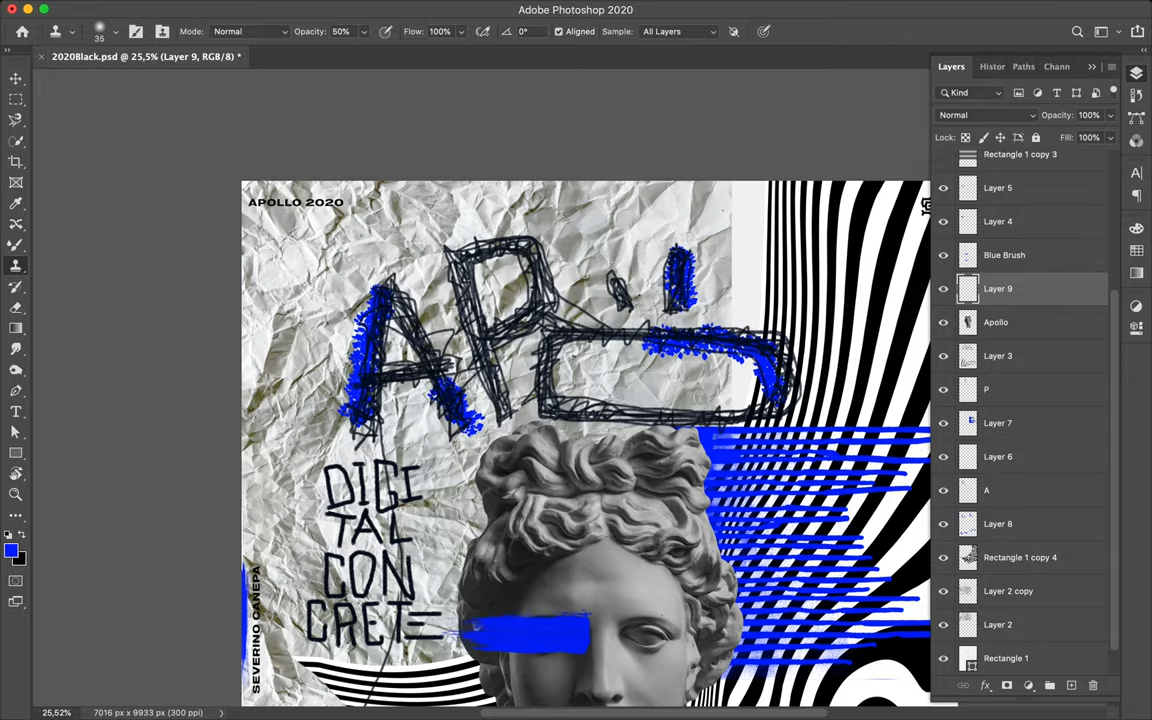 Adobe Photoshop 2020
35
Mode: Normal
Opacity: 50%
Flow: 100%
0°
Aligned
Sample: All Layers
2020Black.psd @ 25,5% (Layer 9, RGB/8) *
Layers
Histor
Paths
Chann
Kind
Normal
Opacity: 100%
Lock:
Fill: 100%
Rectangle 1 copy 3
Layer 5
Layer 4
Blue Brush
Layer 9
Apollo
Layer 3
P
Layer 7
Layer 6
A
Layer 8
Rectangle 1 copy 4
Layer 2 copy
Layer 2
Rectangle 1
APOLLO 2020
AP
DIGI
TAL
CON
CRETE
SEVERINO CANEPA
25,52%
7016 px x 9933 px (300 ppi)